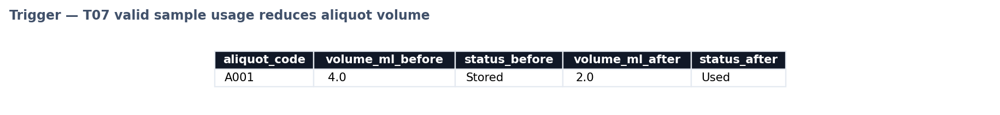 Trigger — T07 valid sample usage reduces aliquot volume
aliquot_code volume_ml_before status_before volume_ml_after status_after
A001 4.0 Stored 2.0 Used